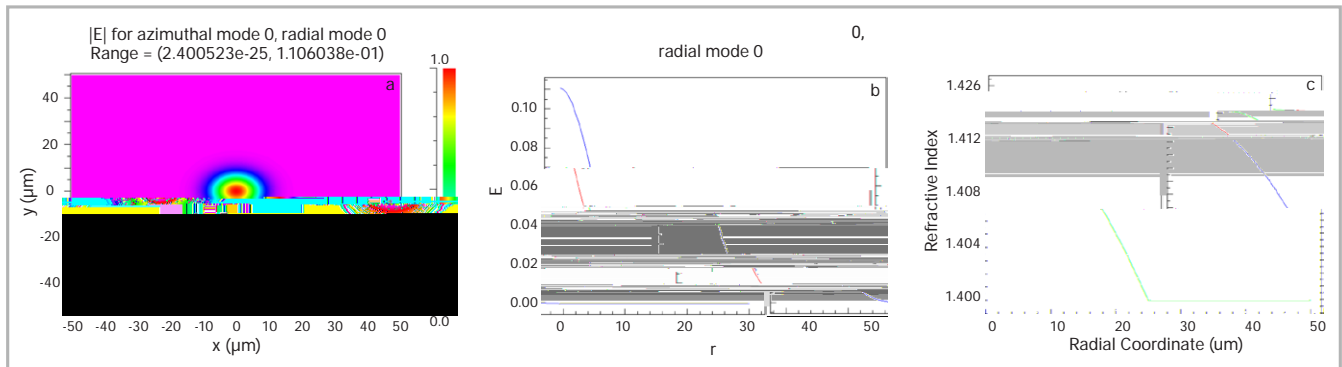 |E| for azimuthal mode 0, radial mode 0
Range = (2.400523e-25, 1.106038e-01)
1.0
a
40
20
0
-20
-40
0.0
y (µm)
-50 -40 -30 -20 -10 0 10 20 30 40 50
x (µm)
0,
radial mode 0
b
0.10
0.08
0.06
0.04
0.02
0.00
E
0 10 20 30 40 50
r
c
1.426
1.412
1.408
1.404
1.400
Refractive Index
0 10 20 30 40 50
Radial Coordinate (um)